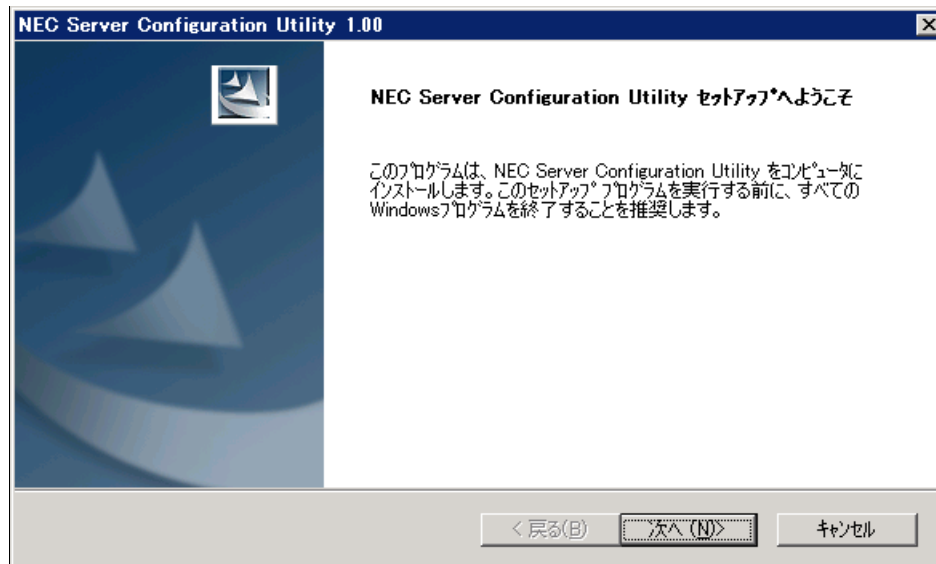 NEC Server Configuration Utility 1.00
NEC Server Configuration Utility ｾｯﾄｱｯﾌﾟへようこそ
このﾌﾟﾛｸﾞﾗﾑは、NEC Server Configuration Utility をｺﾝﾋﾟｭｰﾀに
ｲﾝｽﾄｰﾙします。このｾｯﾄｱｯﾌﾟ ﾌﾟﾛｸﾞﾗﾑを実行する前に、すべての
Windowsﾌﾟﾛｸﾞﾗﾑを終了することを推奨します。
< 戻る(B)
次へ (N)>
ｷｬﾝｾﾙ